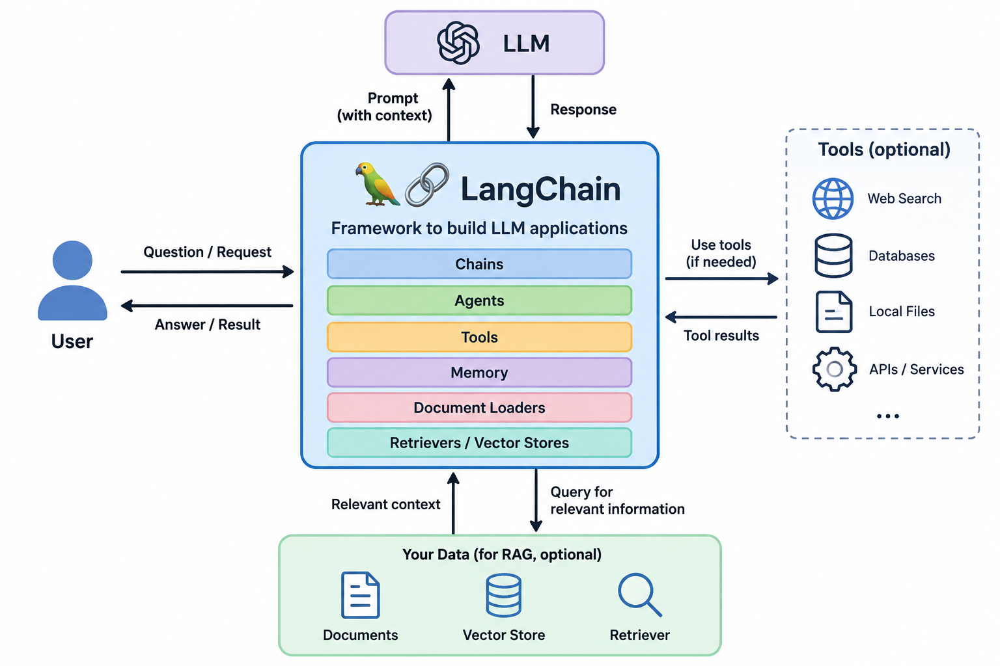 LLM
Prompt
(with context)
Response
LangChain
Framework to build LLM applications
Chains
Agents
Tools
Memory
Document Loaders
Retrievers / Vector Stores
Question / Request
Answer / Result
User
Use tools
(if needed)
Tool results
Tools (optional)
Web Search
Databases
Local Files
APIs / Services
...
Relevant context
Query for
relevant information
Your Data (for RAG, optional)
Documents
Vector Store
Retriever